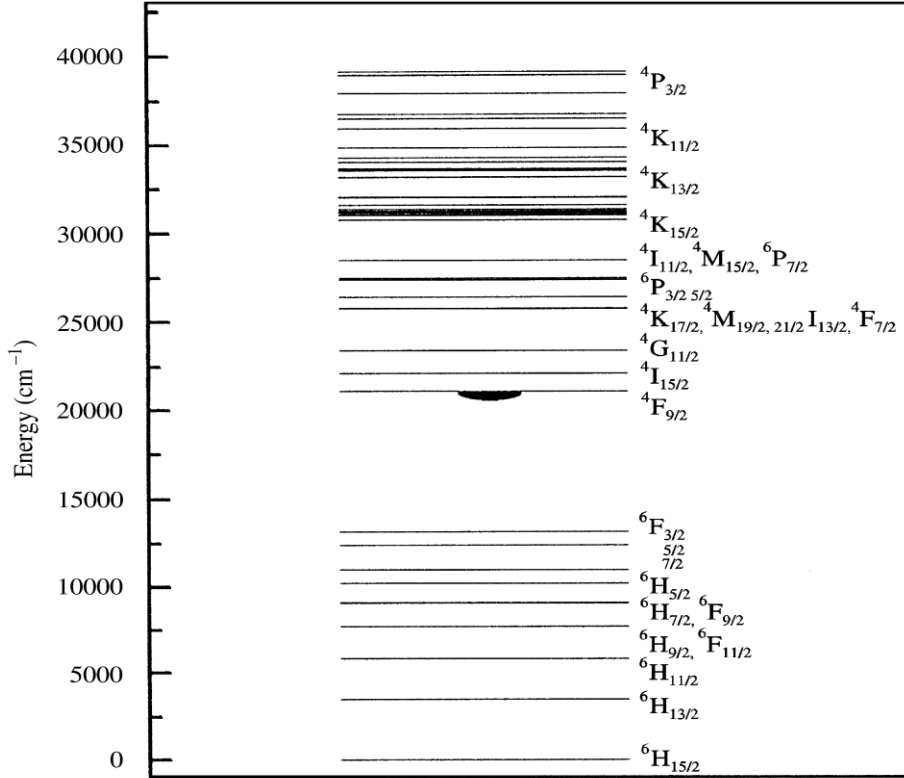 40000
35000
30000
25000
20000
15000
10000
5000
0
Energy (cm⁻¹)
⁴P₃/₂
⁴K₁₁/₂
⁴K₁₃/₂
⁴K₁₅/₂
⁴I₁₁/₂, ⁴M₁₅/₂, ⁶P₇/₂
⁶P₃/₂ ₅/₂
⁴K₁₇/₂, ⁴M₁₉/₂, ₂₁/₂ I₁₃/₂, ⁴F₇/₂
⁴G₁₁/₂
⁴I₁₅/₂
⁴F₉/₂
⁶F₃/₂
₅/₂
₇/₂
⁶H₅/₂
⁶H₇/₂, ⁶F₉/₂
⁶H₉/₂, ⁶F₁₁/₂
⁶H₁₁/₂
⁶H₁₃/₂
⁶H₁₅/₂